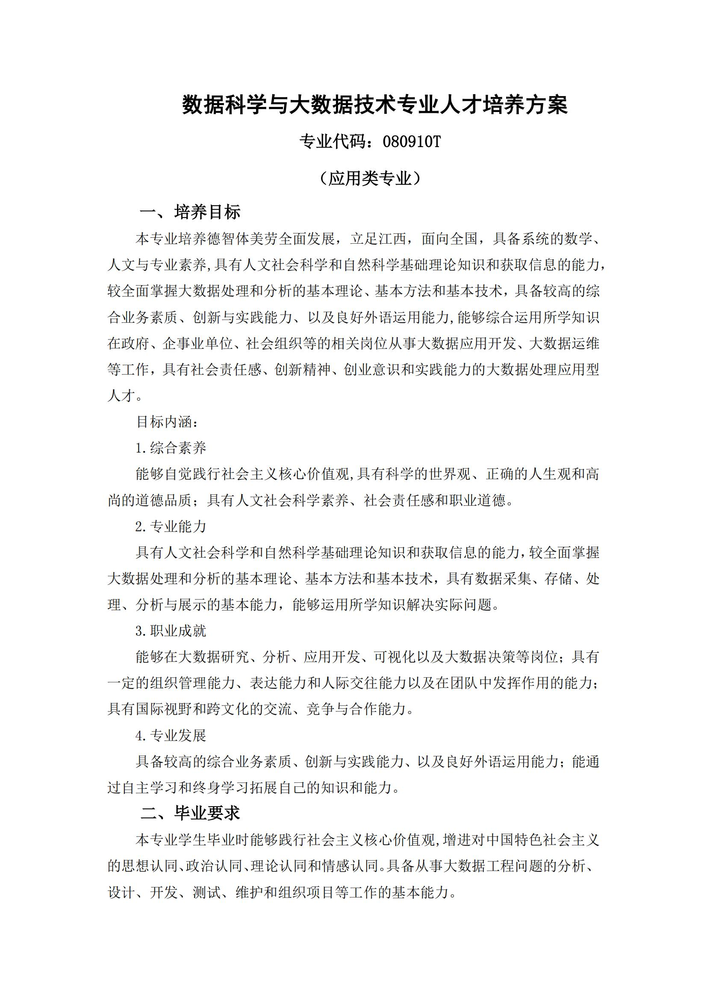 数据科学与大数据技术专业人才培养方案
专业代码：080910T
（应用类专业）
一、培养目标
本专业培养德智体美劳全面发展，立足江西，面向全国，具备系统的数学、
人文与专业素养,具有人文社会科学和自然科学基础理论知识和获取信息的能力，
较全面掌握大数据处理和分析的基本理论、基本方法和基本技术，具备较高的综
合业务素质、创新与实践能力、以及良好外语运用能力,能够综合运用所学知识
在政府、企事业单位、社会组织等的相关岗位从事大数据应用开发、大数据运维
等工作，具有社会责任感、创新精神、创业意识和实践能力的大数据处理应用型
人才。
目标内涵：
1.综合素养
能够自觉践行社会主义核心价值观,具有科学的世界观、正确的人生观和高
尚的道德品质；具有人文社会科学素养、社会责任感和职业道德。
2.专业能力
具有人文社会科学和自然科学基础理论知识和获取信息的能力，较全面掌握
大数据处理和分析的基本理论、基本方法和基本技术，具有数据采集、存储、处
理、分析与展示的基本能力，能够运用所学知识解决实际问题。
3.职业成就
能够在大数据研究、分析、应用开发、可视化以及大数据决策等岗位；具有
一定的组织管理能力、表达能力和人际交往能力以及在团队中发挥作用的能力；
具有国际视野和跨文化的交流、竞争与合作能力。
4.专业发展
具备较高的综合业务素质、创新与实践能力、以及良好外语运用能力；能通
过自主学习和终身学习拓展自己的知识和能力。
二、毕业要求
本专业学生毕业时能够践行社会主义核心价值观,增进对中国特色社会主义
的思想认同、政治认同、理论认同和情感认同。具备从事大数据工程问题的分析、
设计、开发、测试、维护和组织项目等工作的基本能力。